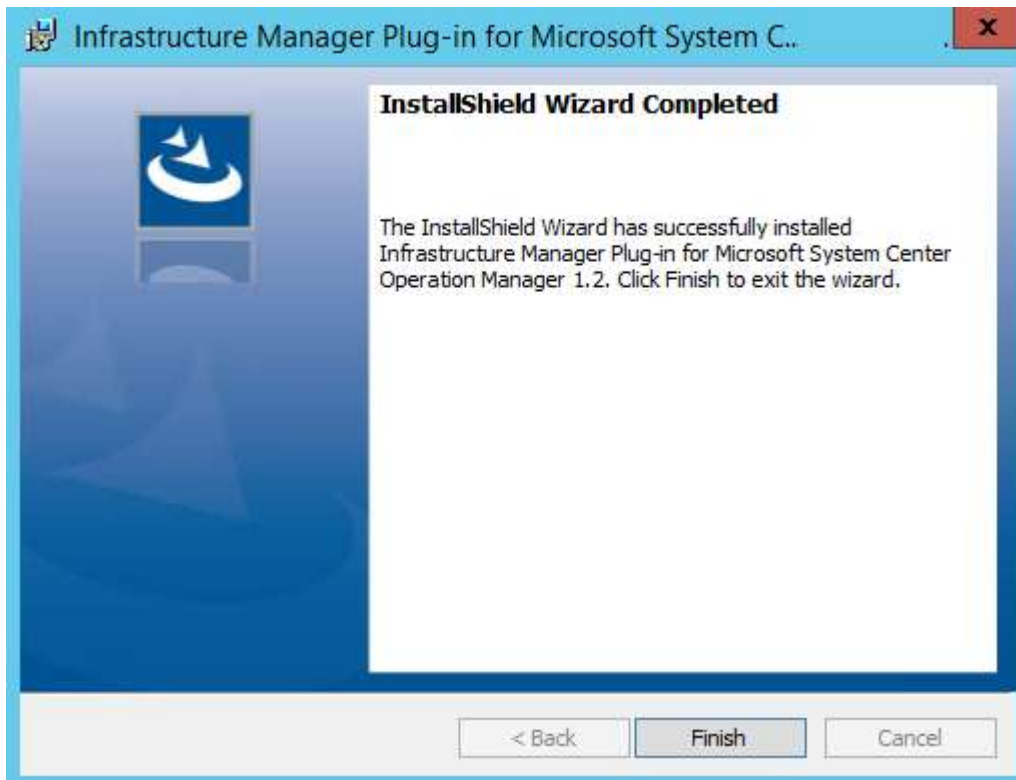 Infrastructure Manager Plug-in for Microsoft System C.. .
x
InstallShield Wizard Completed
The InstallShield Wizard has successfully installed
Infrastructure Manager Plug-in for Microsoft System Center
Operation Manager 1.2. Click Finish to exit the wizard.
< Back
Finish
Cancel